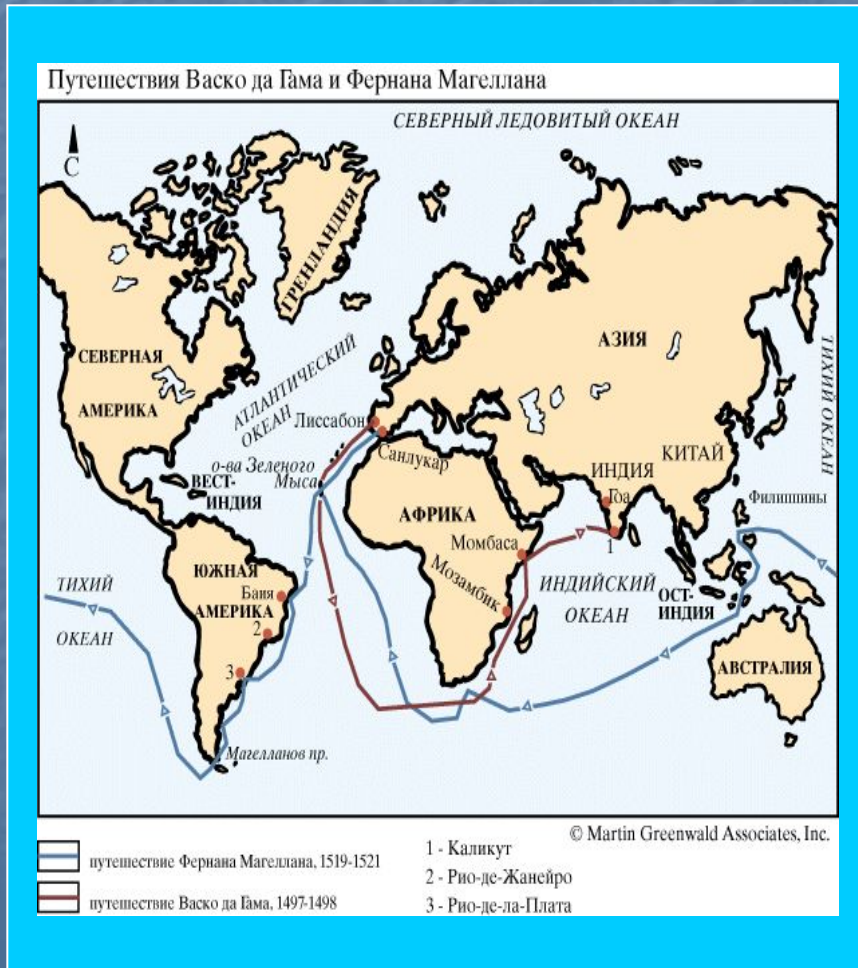 Путешествия Васко да Гама и Фернана Магеллана
СЕВЕРНЫЙ ЛЕДОВИТЫЙ ОКЕАН
С
ГРЕНЛАНДИЯ
СЕВЕРНАЯ
АМЕРИКА
АТЛАНТИЧЕСКИЙ
ОКЕАН
АЗИЯ
ТИХИЙ ОКЕАН
Лиссабон
Санлукар
о-ва Зеленого
Мыса
ВЕСТ-
ИНДИЯ
КИТАЙ
ИНДИЯ
Гоа
1
Филиппины
АФРИКА
Момбаса
Мозамбик
ИНДИЙСКИЙ
ОКЕАН
ОСТ-
ИНДИЯ
ЮЖНАЯ
АМЕРИКА
Баия
2
3
ТИХИЙ
ОКЕАН
АВСТРАЛИЯ
Магелланов пр.
© Martin Greenwald Associates, Inc.
путешествие Фернана Магеллана, 1519-1521
путешествие Васко да Гама, 1497-1498
1 - Каликут
2 - Рио-де-Жанейро
3 - Рио-де-ла-Плата